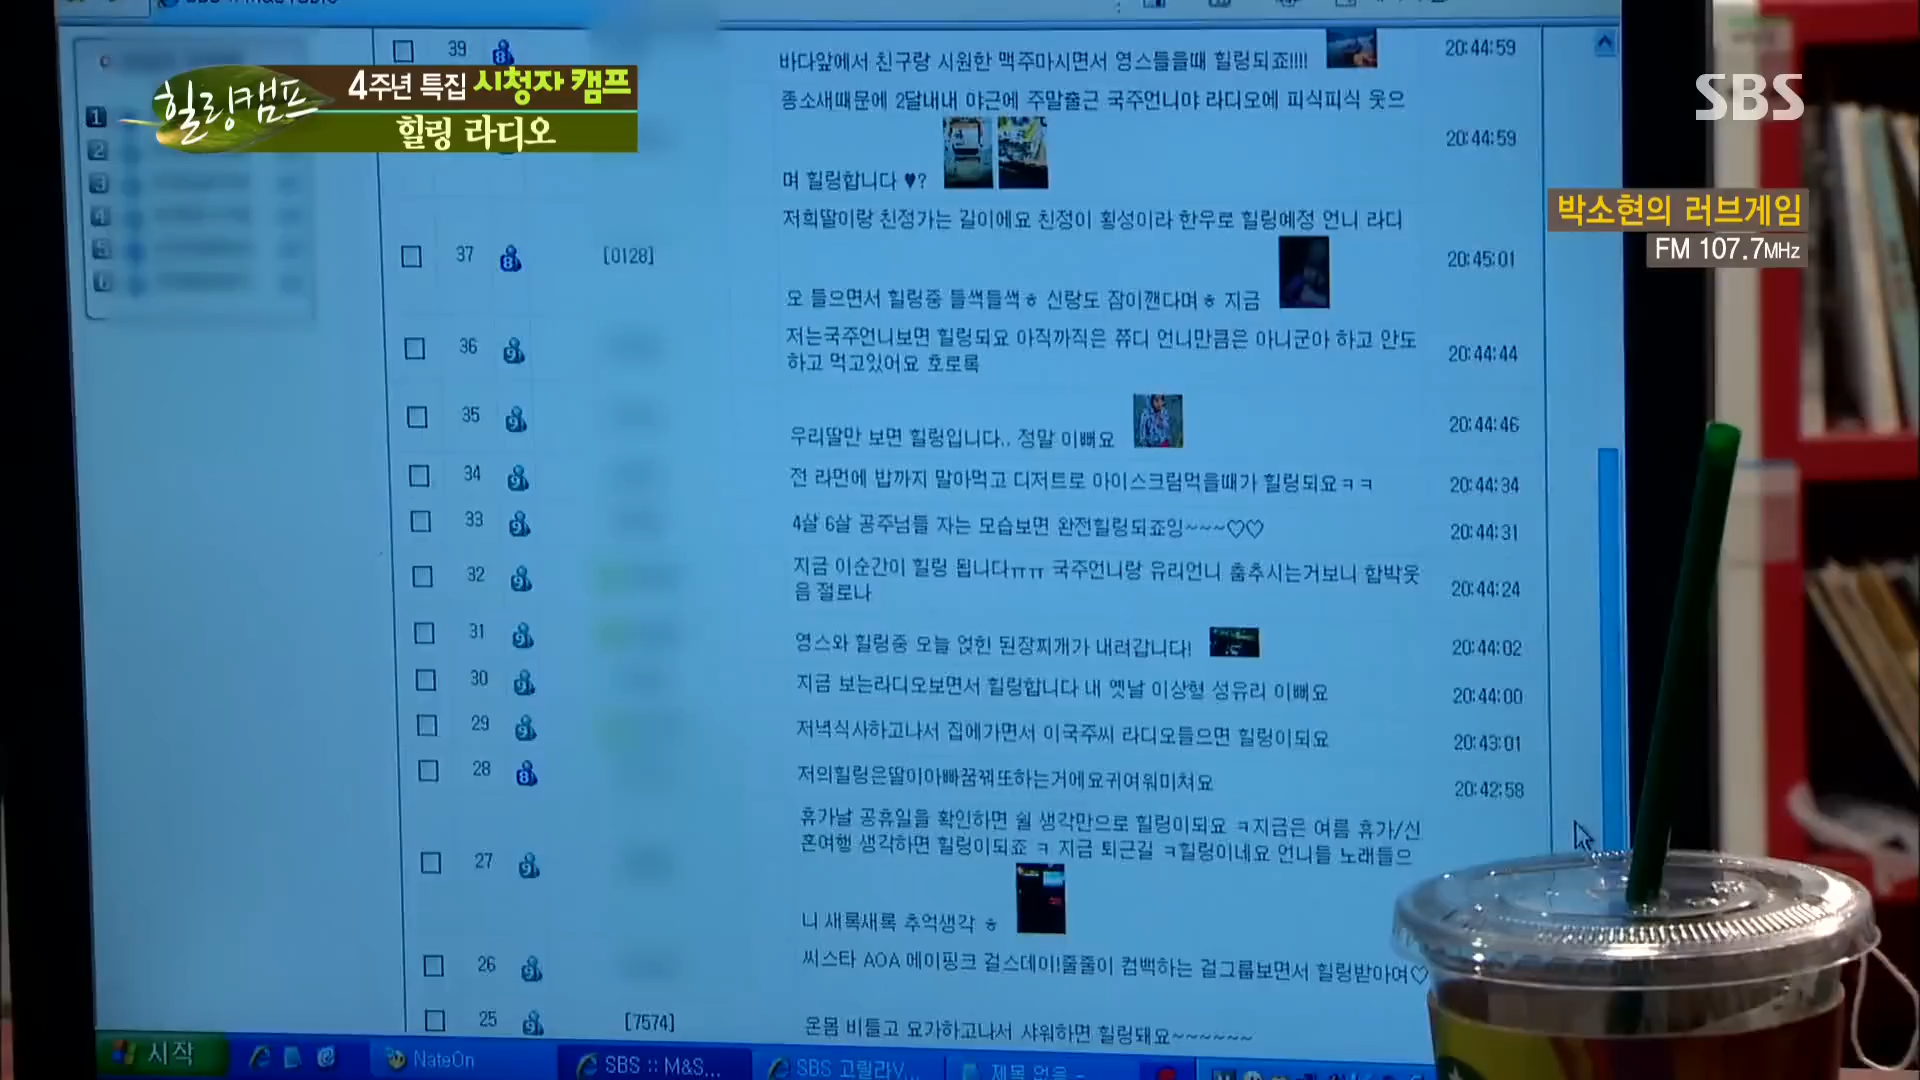 힐링캠프
4주년 특집 시청자 캠프
힐링 라디오
SBS
박소현의 러브게임
FM 107.7MHz
1
2
3
4
5
6
39 바다앞에서 친구랑 시원한 맥주마시면서 영스들을때 힐링되죠!!!! 20:44:59
종소새때문에 2달내내 야근에 주말출근 국주언니야 라디오에 피식피식 웃으
20:44:59
며 힐링합니다 ♥?
저희딸이랑 친정가는 길이에요 친정이 횡성이라 한우로 힐링예정 언니 라디
37 [0128] 20:45:01
오 들으면서 힐링중 들썩들썩ㅎ 신랑도 잠이깬다며ㅎ 지금
저는국주언니보면 힐링되요 아직까직은 쮸디 언니만큼은 아니군아 하고 안도
36 20:44:44
하고 먹고있어요 호로록
35 우리딸만 보면 힐링입니다.. 정말 이뻐요 20:44:46
34 전 라면에 밥까지 말아먹고 디저트로 아이스크림먹을때가 힐링되요ㅋㅋ 20:44:34
33 4살 6살 공주님들 자는 모습보면 완전힐링되죠잉~~~♡♡ 20:44:31
지금 이순간이 힐링 됩니다ㅠㅠ 국주언니랑 유리언니 춤추시는거보니 함박웃
32 20:44:24
음 절로나
31 영스와 힐링중 오늘 얹힌 된장찌개가 내려갑니다! 20:44:02
30 지금 보는라디오보면서 힐링합니다 내 옛날 이상형 성유리 이뻐요 20:44:00
29 저녁식사하고나서 집에가면서 이국주씨 라디오들으면 힐링이되요 20:43:01
28 저의힐링은딸이아빠꿈꿔또하는거에요귀여워미쳐요 20:42:58
휴가날 공휴일을 확인하면 쉴 생각만으로 힐링이되요 ㅋ지금은 여름 휴가/신
혼여행 생각하면 힐링이되죠 ㅋ 지금 퇴근길 ㅋ힐링이네요 언니들 노래들으
27
니 새록새록 추억생각 ㅎ
26 씨스타 AOA 에이핑크 걸스데이!줄줄이 컴백하는 걸그룹보면서 힐링받아여♡
25 [7574] 온몸 비틀고 요가하고나서 샤워하면 힐링돼요~~~~~~
시작 NateOn SBS :: M&S... SBS 고릴라V... 제목 없음 -